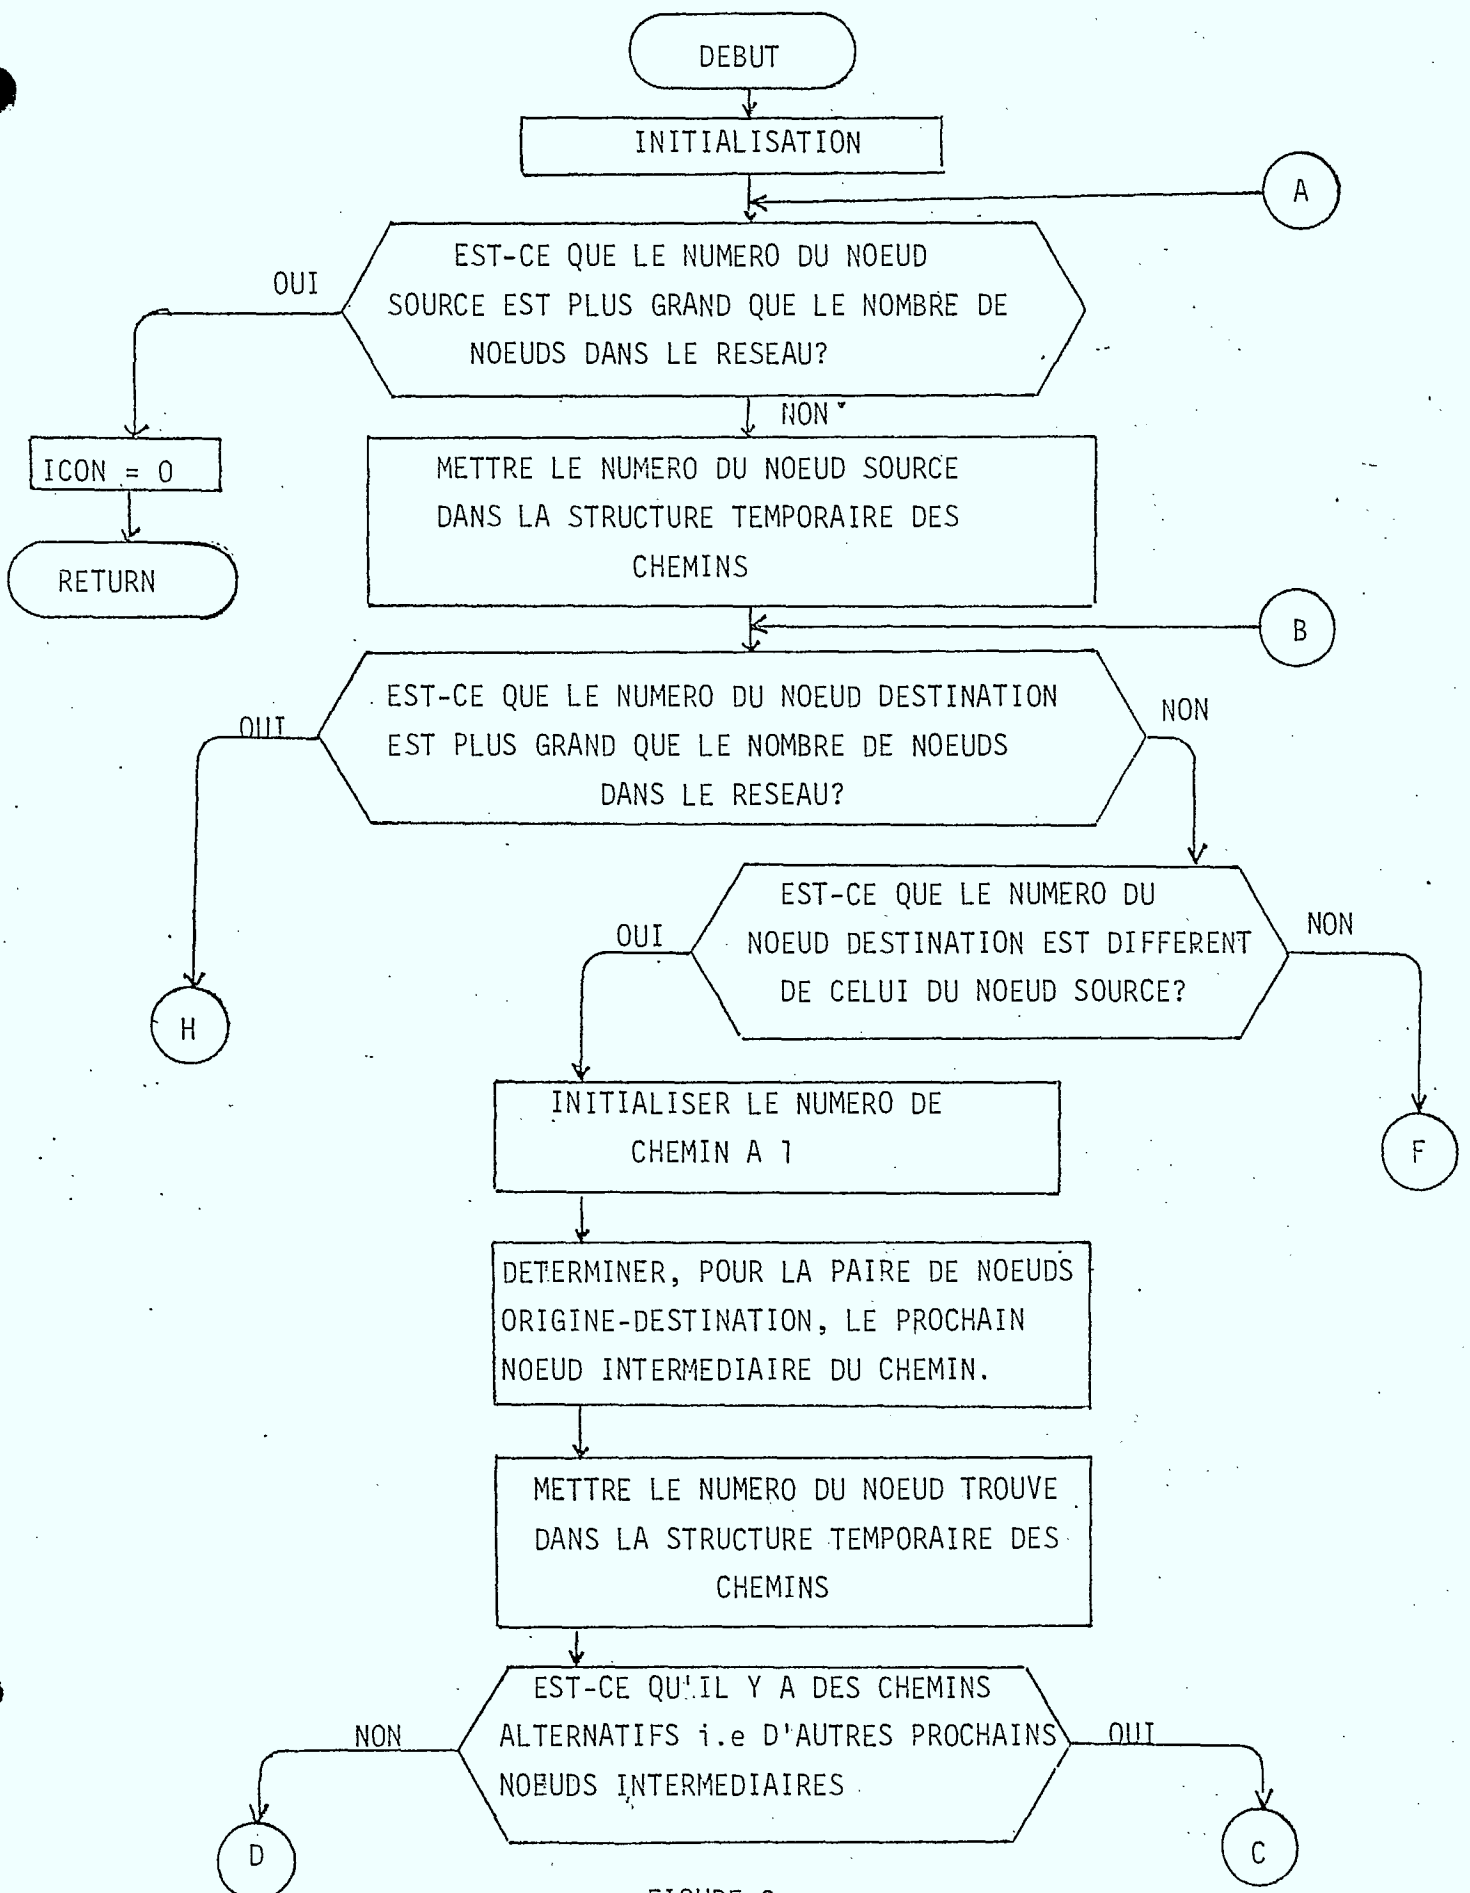 DEBUT
INITIALISATION
A
EST-CE QUE LE NUMERO DU NOEUD
SOURCE EST PLUS GRAND QUE LE NOMBRE DE
NOEUDS DANS LE RESEAU?
OUI
NON
ICON = 0
RETURN
METTRE LE NUMERO DU NOEUD SOURCE
DANS LA STRUCTURE TEMPORAIRE DES
CHEMINS
B
EST-CE QUE LE NUMERO DU NOEUD DESTINATION
EST PLUS GRAND QUE LE NOMBRE DE NOEUDS
DANS LE RESEAU?
OUI
NON
H
EST-CE QUE LE NUMERO DU
NOEUD DESTINATION EST DIFFERENT
DE CELUI DU NOEUD SOURCE?
OUI
NON
F
INITIALISER LE NUMERO DE
CHEMIN A 1
DETERMINER, POUR LA PAIRE DE NOEUDS
ORIGINE-DESTINATION, LE PROCHAIN
NOEUD INTERMEDIAIRE DU CHEMIN.
METTRE LE NUMERO DU NOEUD TROUVE
DANS LA STRUCTURE TEMPORAIRE DES
CHEMINS
EST-CE QU'IL Y A DES CHEMINS
ALTERNATIFS i.e D'AUTRES PROCHAINS
NOEUDS INTERMEDIAIRES
NON
OUI
D
C
FIGURE